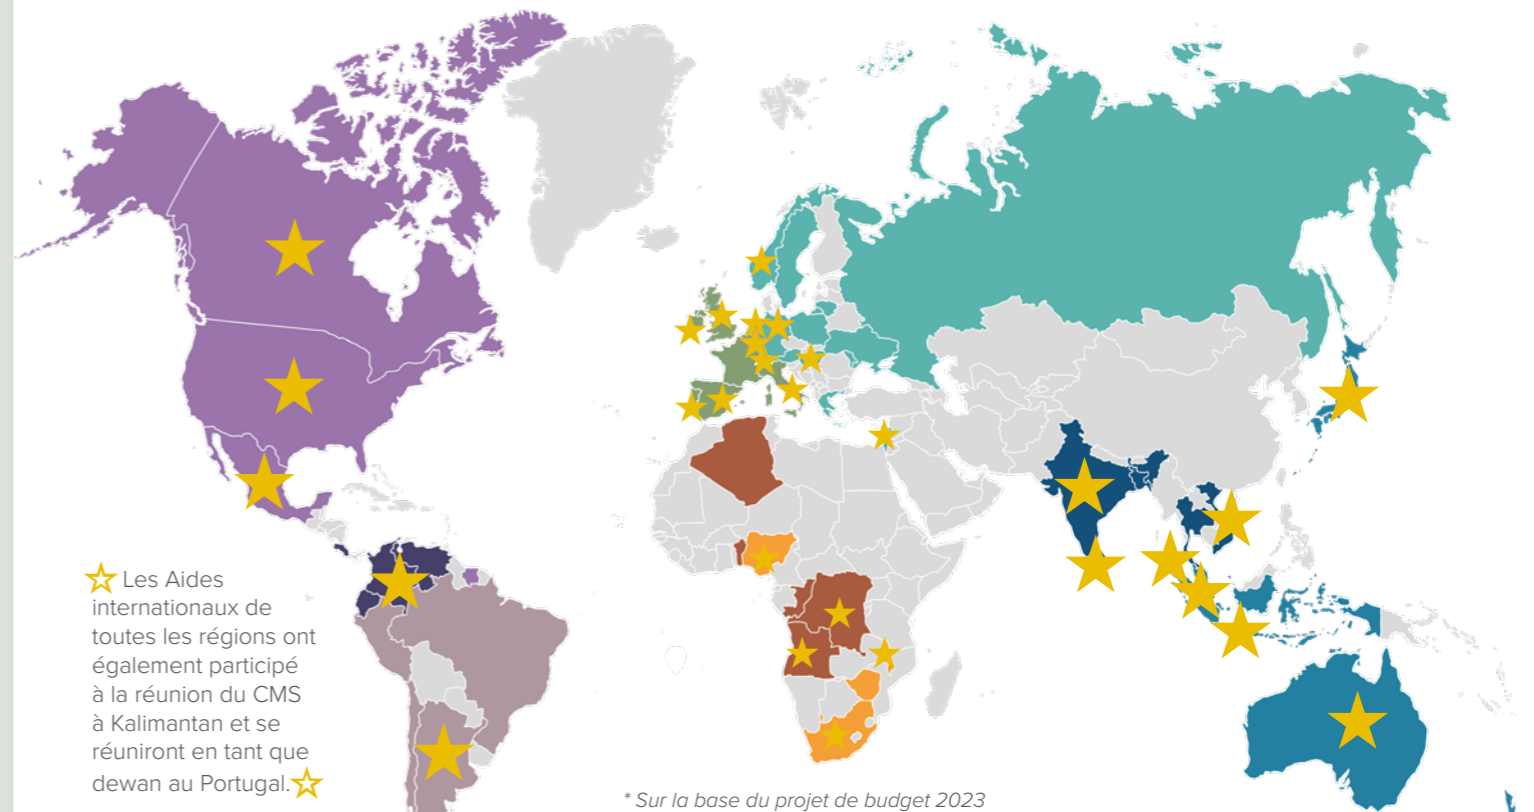 Les Aides
internationaux de
toutes les régions ont
également participé
à la réunion du CMS
à Kalimantan et se
réuniront en tant que
dewan au Portugal.
* Sur la base du projet de budget 2023